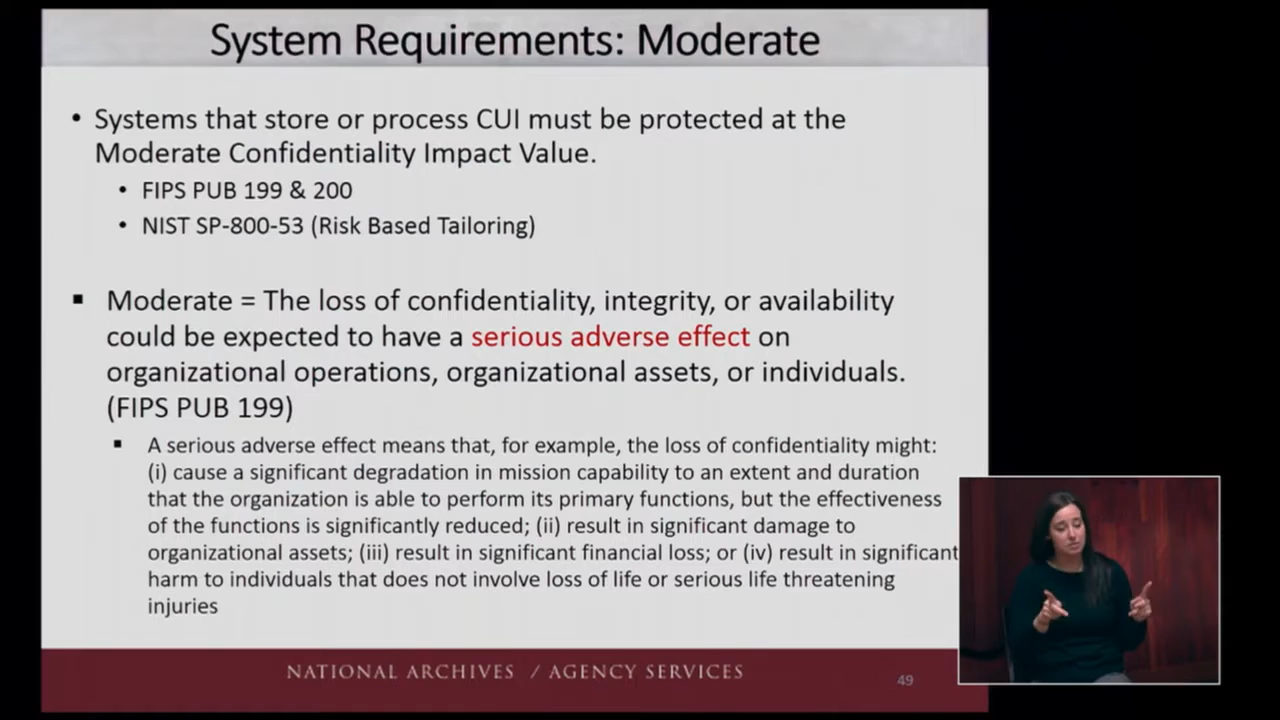 System Requirements: Moderate
• Systems that store or process CUI must be protected at the
Moderate Confidentiality Impact Value.
• FIPS PUB 199 & 200
• NIST SP-800-53 (Risk Based Tailoring)
▪ Moderate = The loss of confidentiality, integrity, or availability
could be expected to have a serious adverse effect on
organizational operations, organizational assets, or individuals.
(FIPS PUB 199)
▪ A serious adverse effect means that, for example, the loss of confidentiality might:
(i) cause a significant degradation in mission capability to an extent and duration
that the organization is able to perform its primary functions, but the effectiveness
of the functions is significantly reduced; (ii) result in significant damage to
organizational assets; (iii) result in significant financial loss; or (iv) result in significant
harm to individuals that does not involve loss of life or serious life threatening
injuries
NATIONAL ARCHIVES / AGENCY SERVICES
49